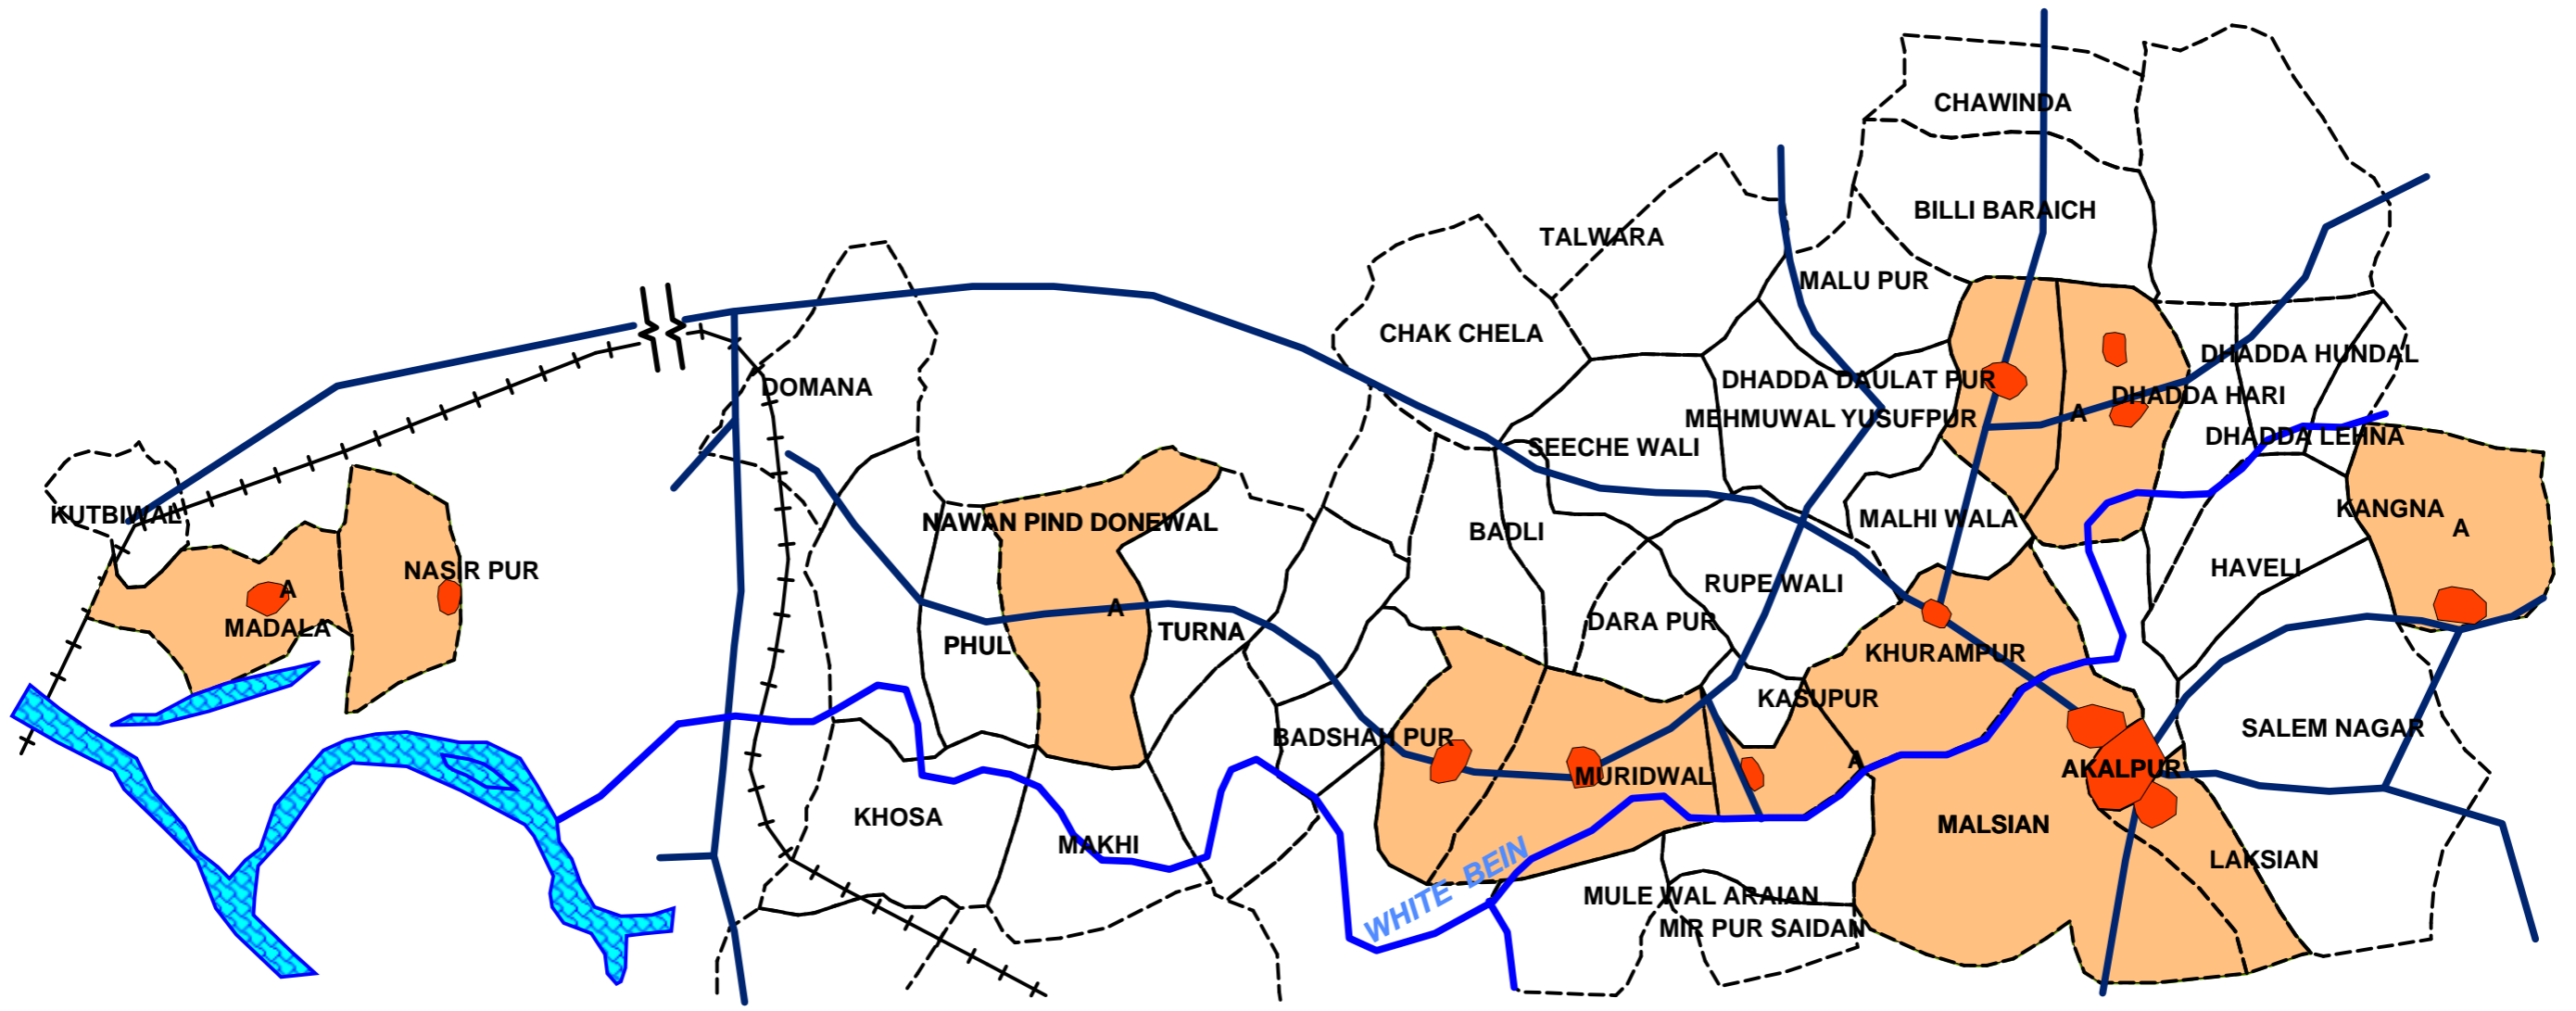 CHAWINDA
BILLI BARAICH
TALWARA
MALU PUR
CHAK CHELA
DHADDA HUNDAL
DOMANA
DHADDA DAULAT PUR
DHADDA HARI
A
MEHMUWAL YUSUFPUR
SEECHE WALI
DHADDA LEHNA
KUTBIWAL
NAWAN PIND DONEWAL
BADLI
MALHI WALA
KANGNA
A
NASIR PUR
A
MADALA
A
PHUL
TURNA
RUPE WALI
DARA PUR
HAVELI
KHURAMPUR
KASUPUR
BADSHAH PUR
MURIDWAL
A
SALEM NAGAR
AKALPUR
KHOSA
MAKHI
MALSIAN
LAKSIAN
WHITE BEIN
MULE WAL ARAIAN
MIR PUR SAIDAN